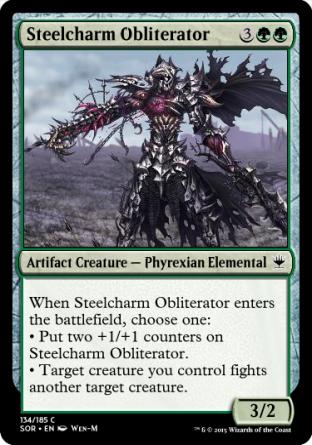 Steelcharm Obliterator 3
Artifact Creature — Phyrexian Elemental
When Steelcharm Obliterator enters
the battlefield, choose one:
• Put two +1/+1 counters on
Steelcharm Obliterator.
• Target creature you control fights
another target creature.
3/2
134/185 C
SOR • EN Wen-M
™ & © 2015 Wizards of the Coast